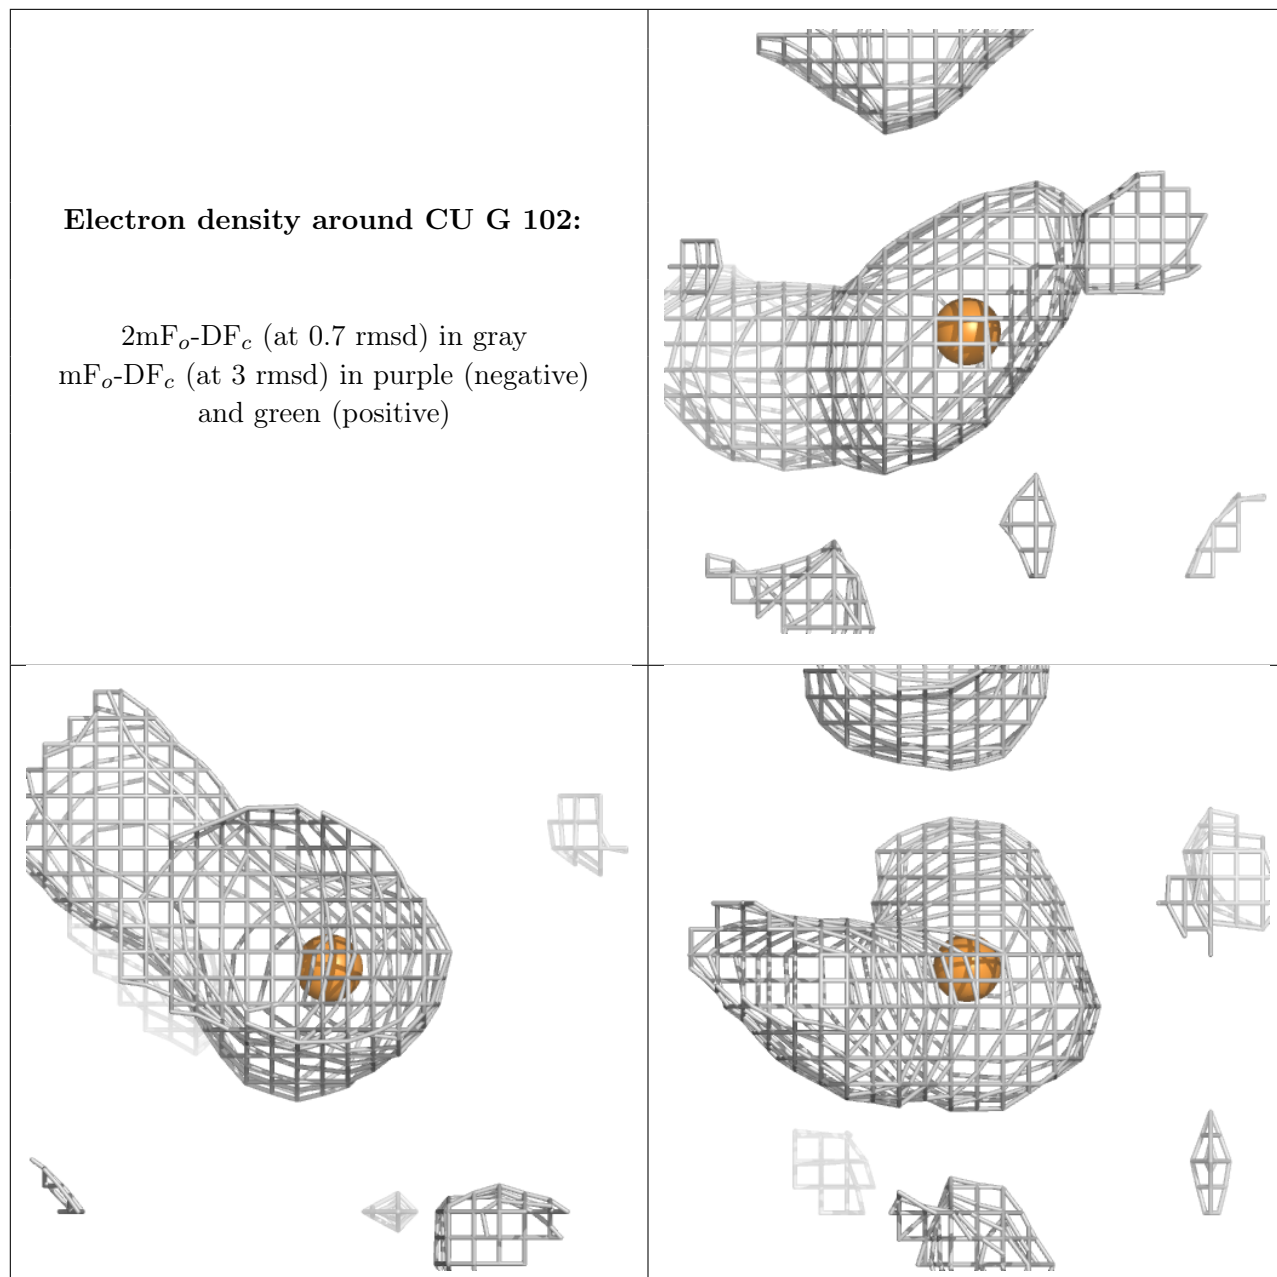 Electron density around CU G 102:
2mFo-DFc (at 0.7 rmsd) in gray
mFo-DFc (at 3 rmsd) in purple (negative)
and green (positive)